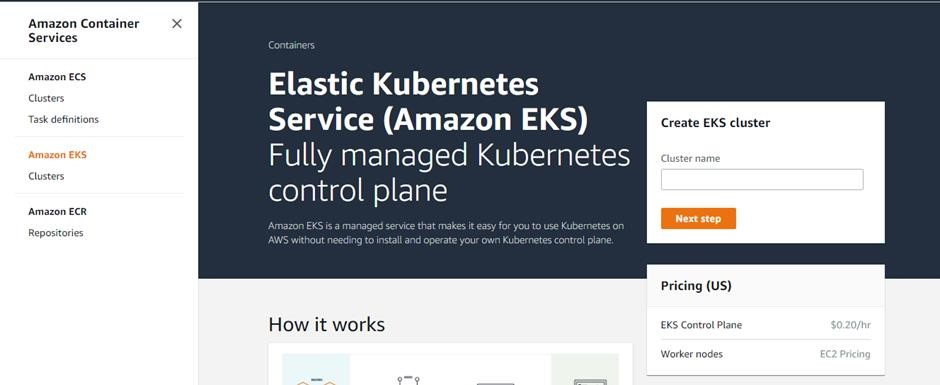 Amazon Container
Services
Amazon ECS
Clusters
Task definitions
Amazon EKS
Clusters
Amazon ECR
Repositories
Containers
Elastic Kubernetes
Service (Amazon EKS)
Fully managed Kubernetes
control plane
Amazon EKS is a managed service that makes it easy for you to use Kubernetes on
AWS without needing to install and operate your own Kubernetes control plane.
Create EKS cluster
Cluster name
Next step
Pricing (US)
EKS Control Plane $0.20/hr
Worker nodes EC2 Pricing
How it works